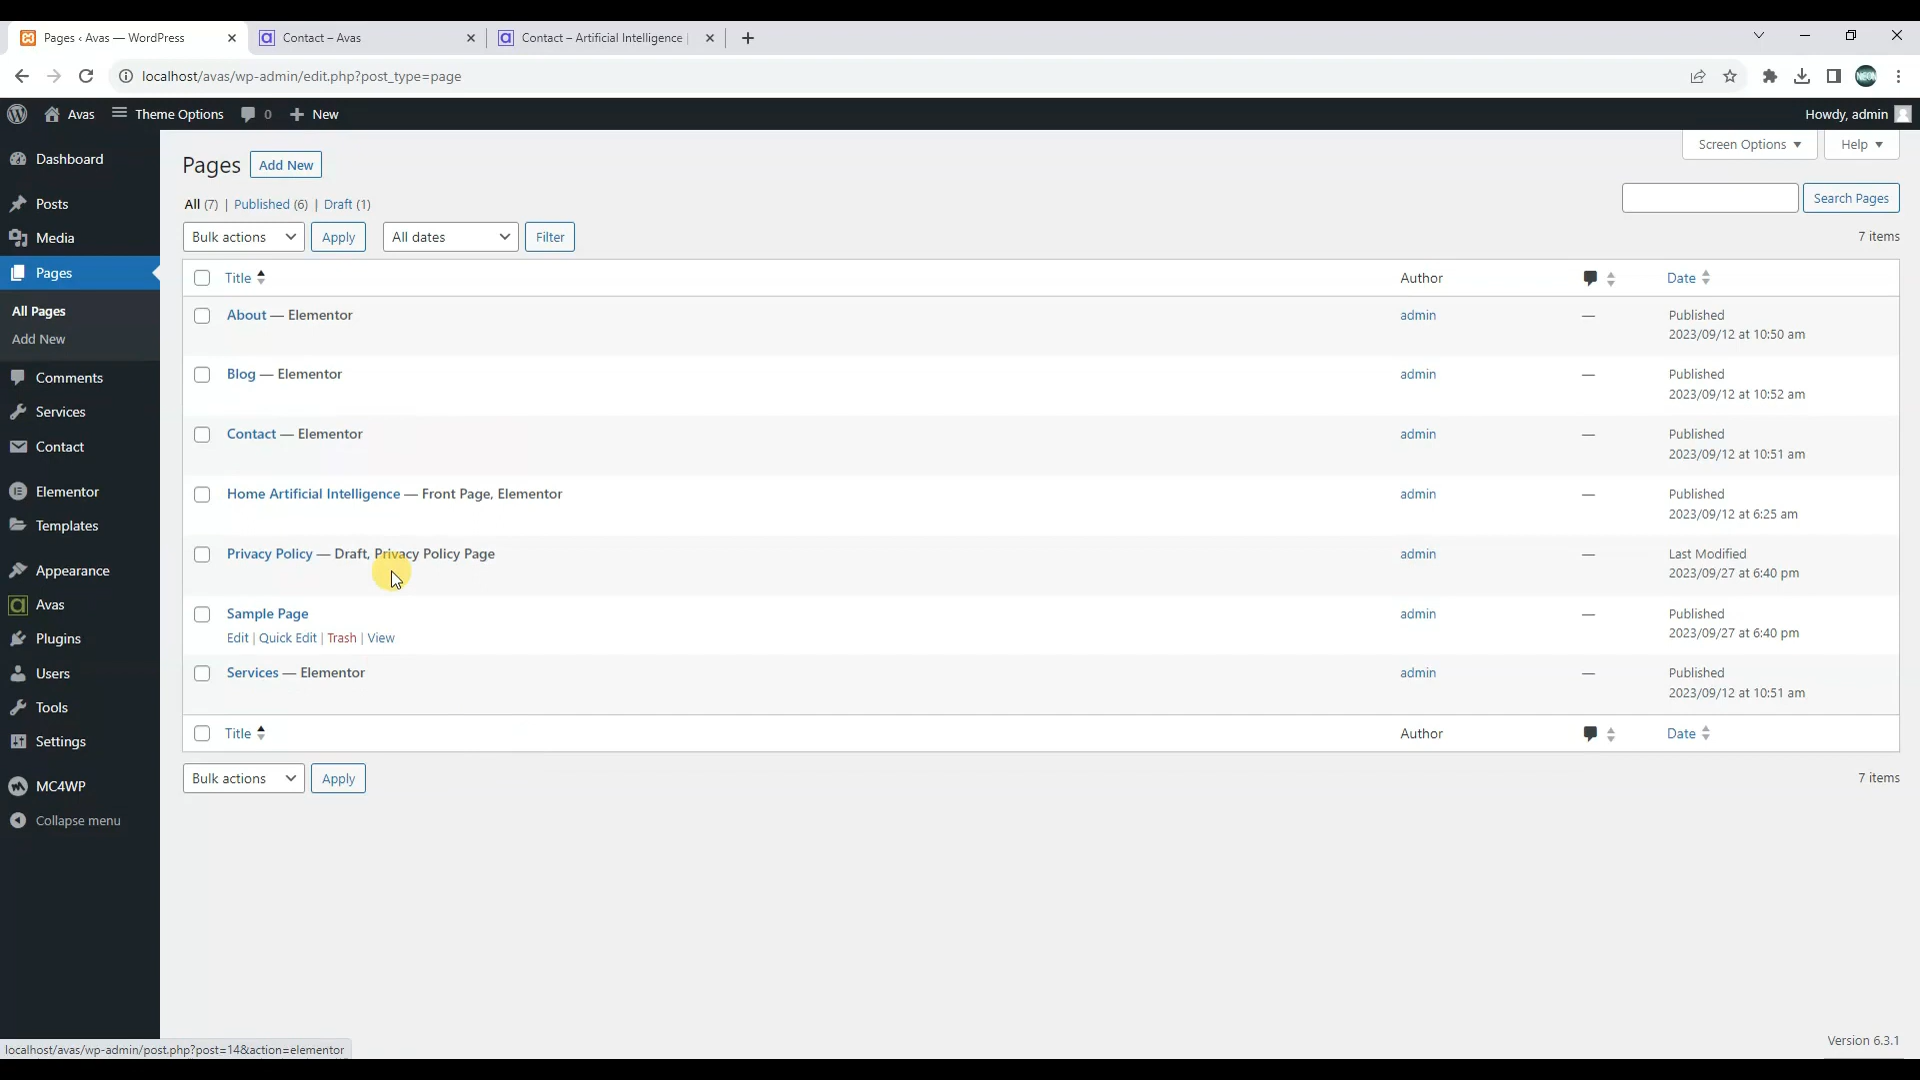 Pages ‹ Avas — WordPress
Contact – Avas
Contact – Artificial Intelligence
localhost/avas/wp-admin/edit.php?post_type=page
Avas
Theme Options
0
New
Howdy, admin
Dashboard
Posts
Media
Pages
All Pages
Add New
Comments
Services
Contact
Elementor
Templates
Appearance
Avas
Plugins
Users
Tools
Settings
MC4WP
Collapse menu
Screen Options
Help
Pages Add New
All (7) | Published (6) | Draft (1)
Search Pages
Bulk actions Apply All dates Filter
7 items
Title Author Date
About — Elementor admin — Published
2023/09/12 at 10:50 am
Blog — Elementor admin — Published
2023/09/12 at 10:52 am
Contact — Elementor admin — Published
2023/09/12 at 10:51 am
Home Artificial Intelligence — Front Page, Elementor admin — Published
2023/09/12 at 6:25 am
Privacy Policy — Draft, Privacy Policy Page admin — Last Modified
2023/09/27 at 6:40 pm
Sample Page admin — Published
Edit | Quick Edit | Trash | View 2023/09/27 at 6:40 pm
Services — Elementor admin — Published
2023/09/12 at 10:51 am
Title Author Date
Bulk actions Apply
7 items
Version 6.3.1
localhost/avas/wp-admin/post.php?post=14&action=elementor